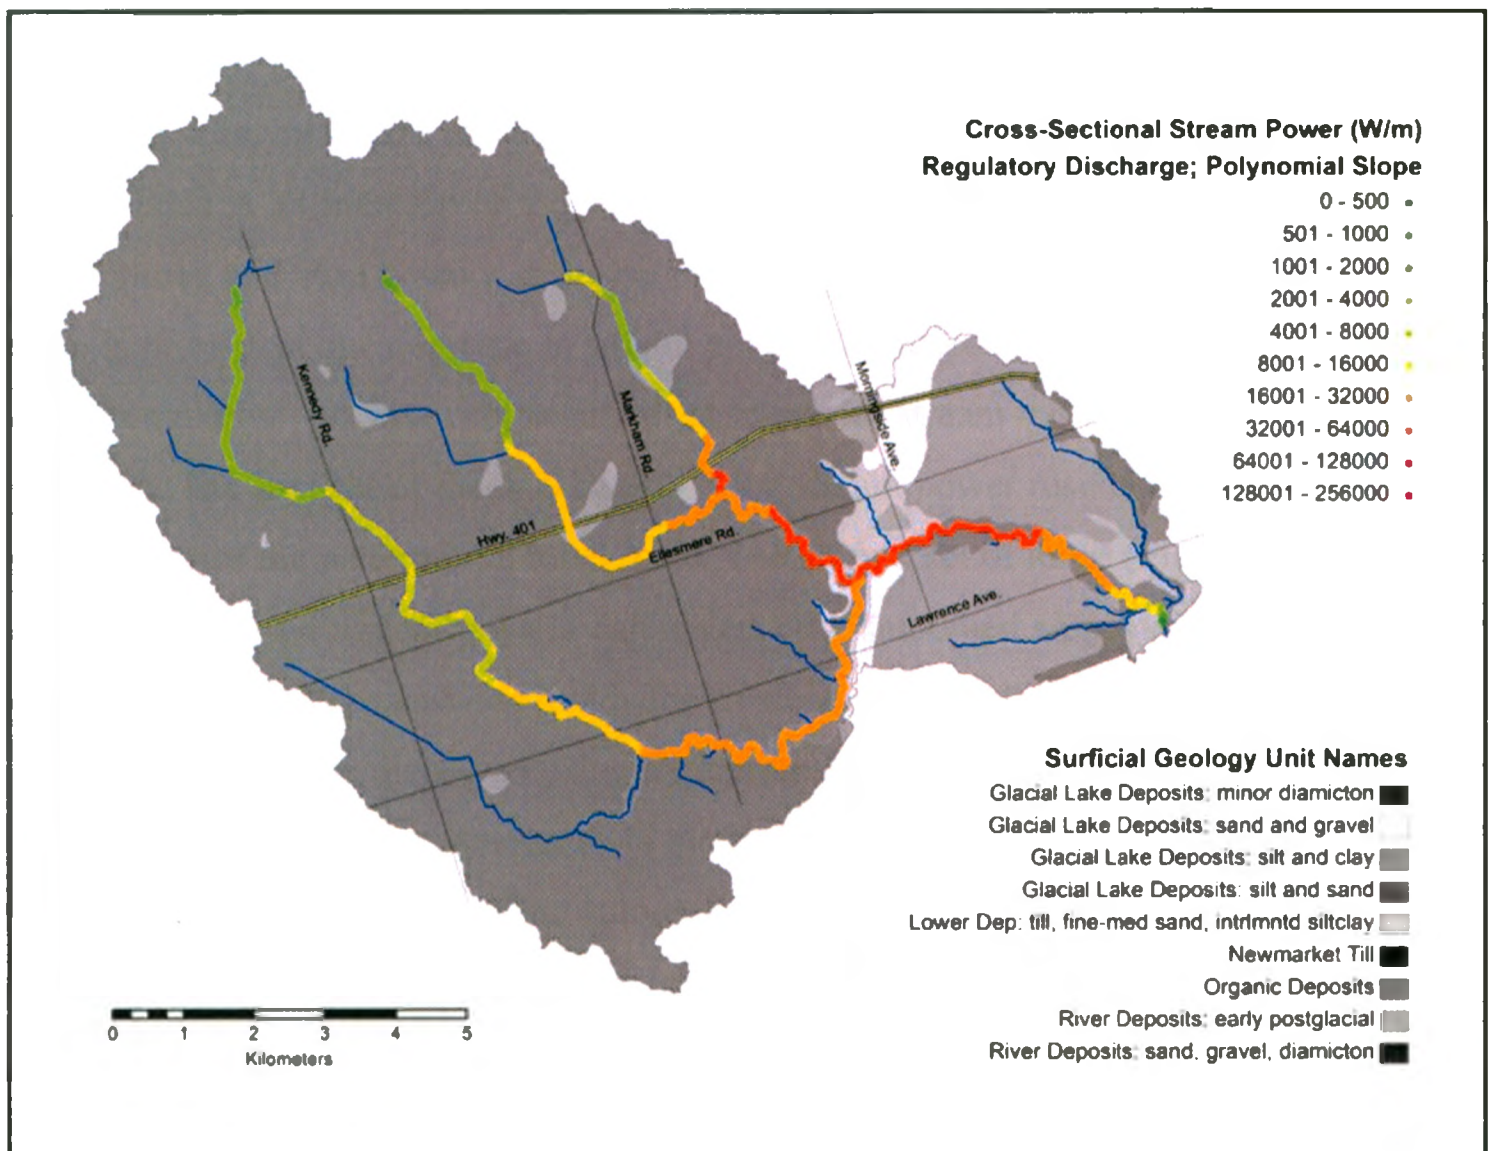 Cross-Sectional Stream Power (W/m)
Regulatory Discharge; Polynomial Slope
0 - 500
501 - 1000
1001 - 2000
2001 - 4000
4001 - 8000
8001 - 16000
16001 - 32000
32001 - 64000
64001 - 128000
128001 - 256000
Kennedy Rd.
Markham Rd.
Morningside Ave.
Hwy. 401
Ellesmere Rd.
Lawrence Ave.
Surficial Geology Unit Names
Glacial Lake Deposits: minor diamicton
Glacial Lake Deposits: sand and gravel
Glacial Lake Deposits: silt and clay
Glacial Lake Deposits: silt and sand
Lower Dep: till, fine-med sand, intrlmntd siltclay
Newmarket Till
Organic Deposits
River Deposits: early postglacial
River Deposits: sand, gravel, diamicton
0 1 2 3 4 5
Kilometers